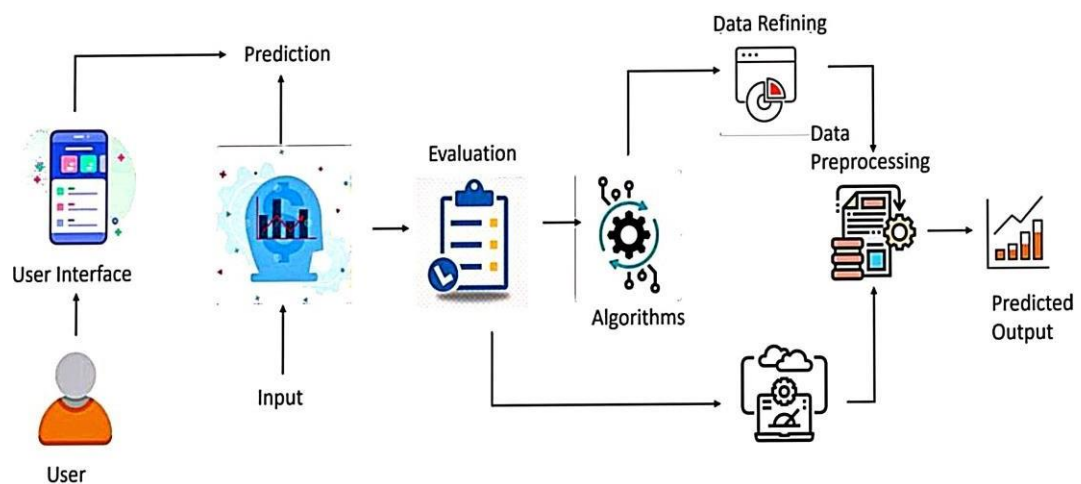 Data Refining
Prediction
Data
Preprocessing
Evaluation
User Interface
Algorithms
Predicted
Output
Input
User